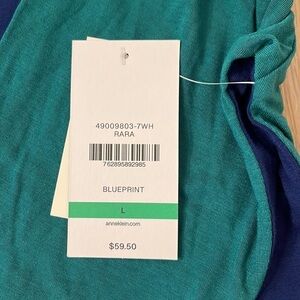 49009803-7WH
RARA
762895892985
BLUEPRINT
L
anneklein.com
$59.50